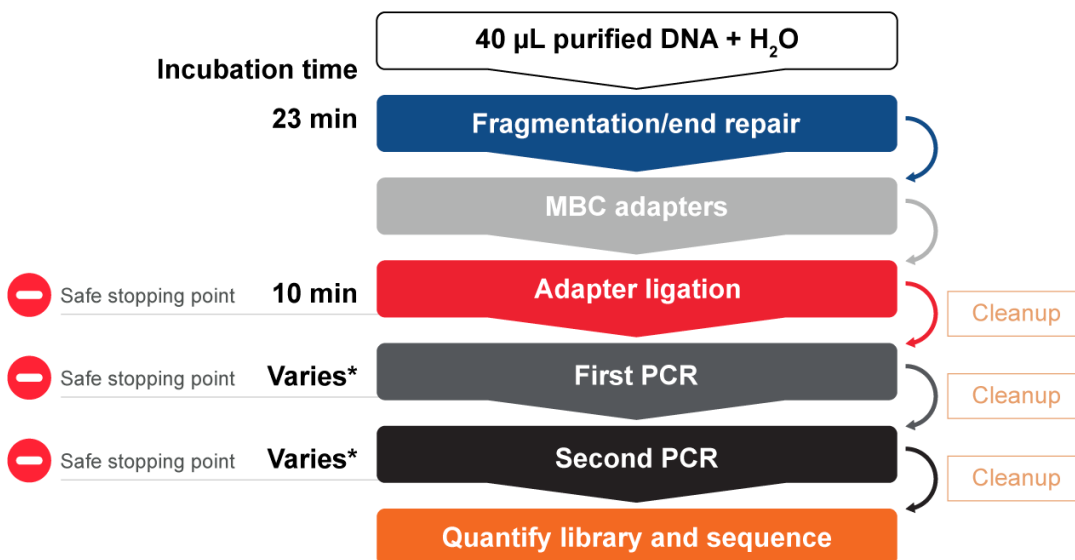 40 µL purified DNA + H₂O
Incubation time
23 min
Fragmentation/end repair
MBC adapters
Safe stopping point
10 min
Adapter ligation
Cleanup
Safe stopping point
Varies*
First PCR
Cleanup
Safe stopping point
Varies*
Second PCR
Cleanup
Quantify library and sequence